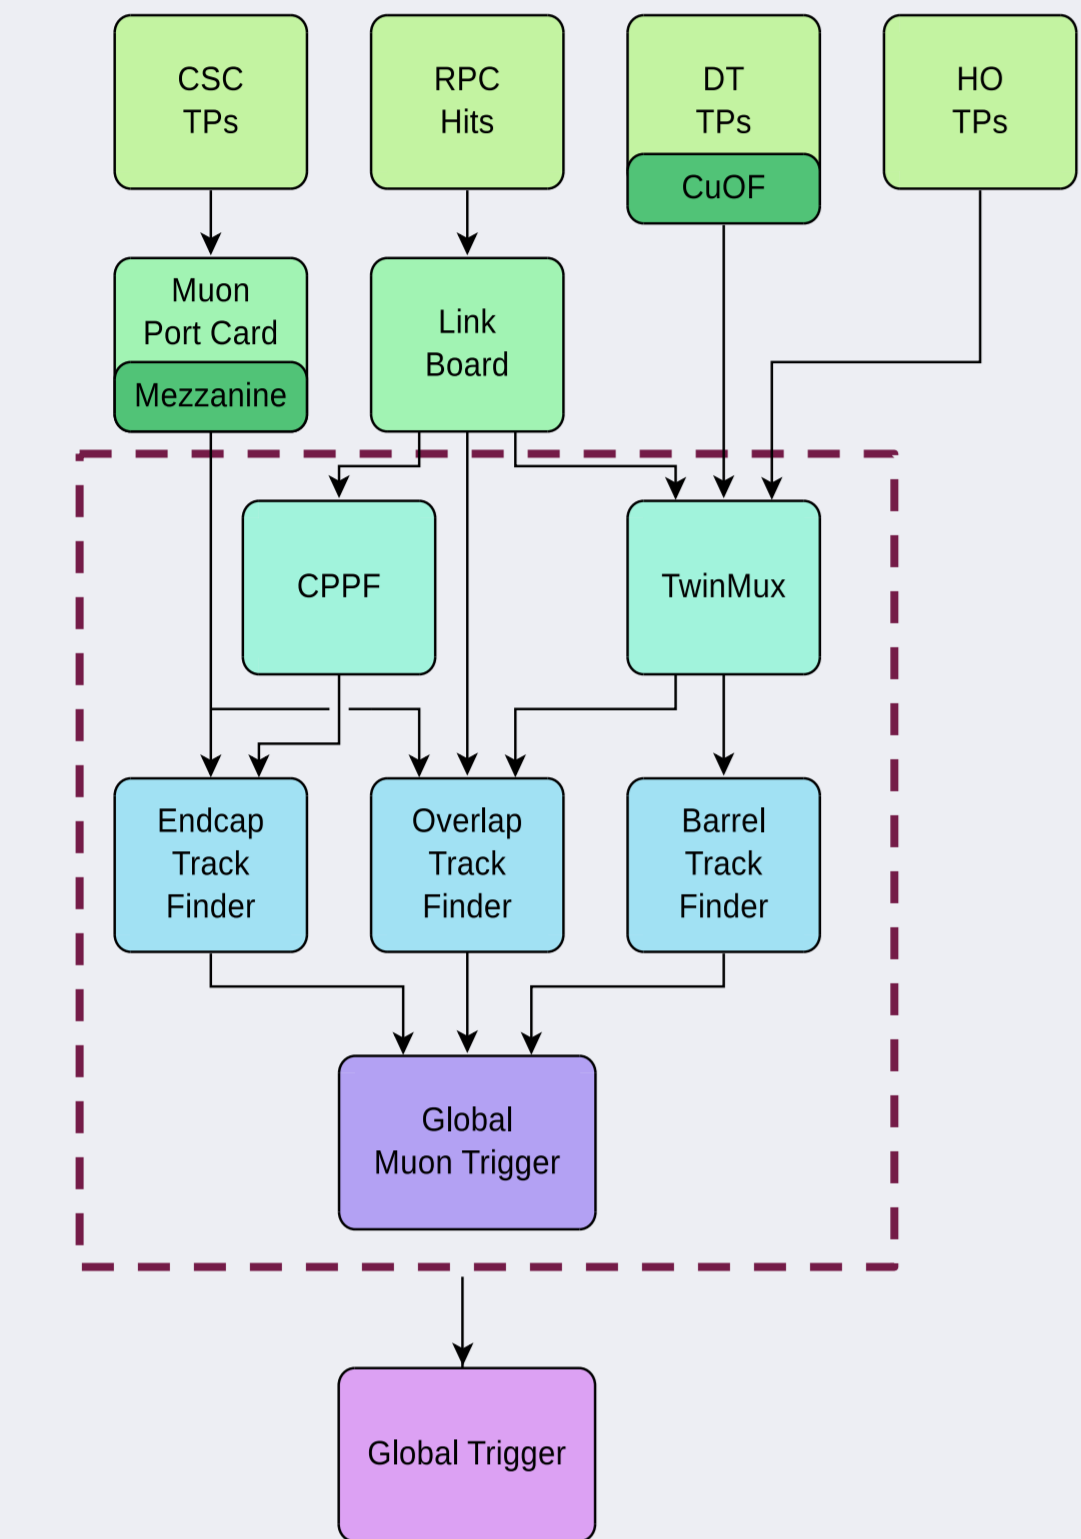 CSC
TPs
RPC
Hits
DT
TPs
CuOF
HO
TPs
Muon
Port Card
Mezzanine
Link
Board
CPPF
TwinMux
Endcap
Track
Finder
Overlap
Track
Finder
Barrel
Track
Finder
Global
Muon Trigger
Global Trigger